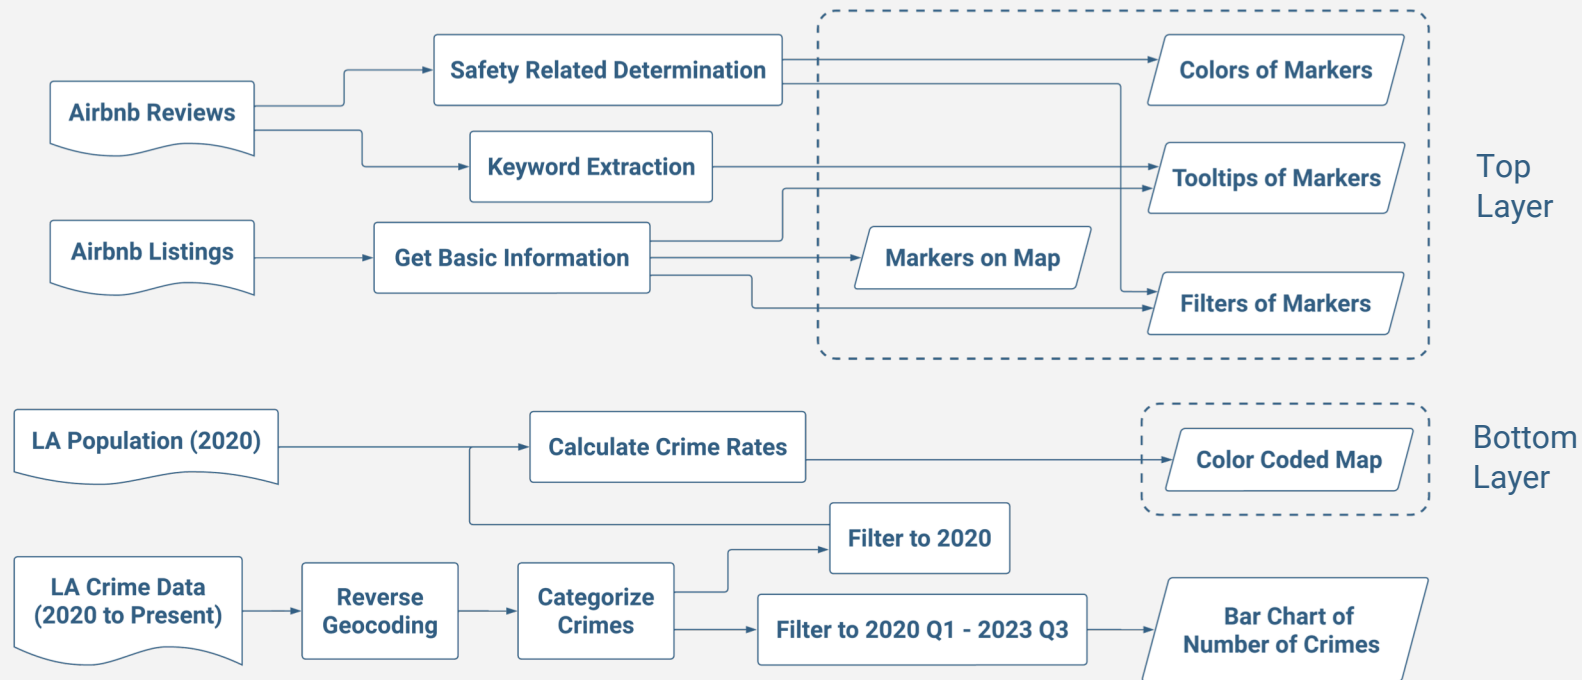 Safety Related Determination
Colors of Markers
Airbnb Reviews
Keyword Extraction
Tooltips of Markers
Top
Layer
Airbnb Listings
Get Basic Information
Markers on Map
Filters of Markers
LA Population (2020)
Calculate Crime Rates
Color Coded Map
Bottom
Layer
Filter to 2020
LA Crime Data
(2020 to Present)
Reverse
Geocoding
Categorize
Crimes
Filter to 2020 Q1 - 2023 Q3
Bar Chart of
Number of Crimes